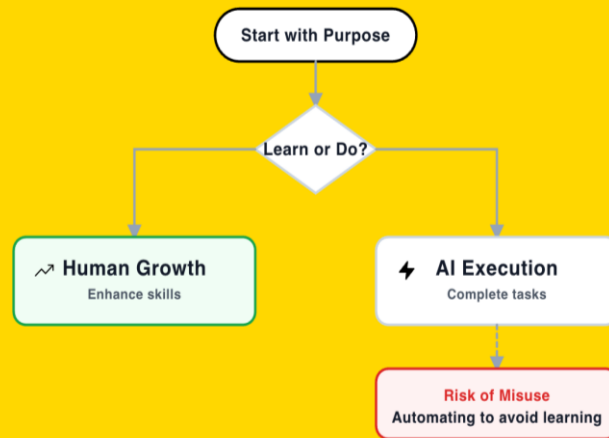 Start with Purpose
Learn or Do?
Human Growth
Enhance skills
AI Execution
Complete tasks
Risk of Misuse
Automating to avoid learning